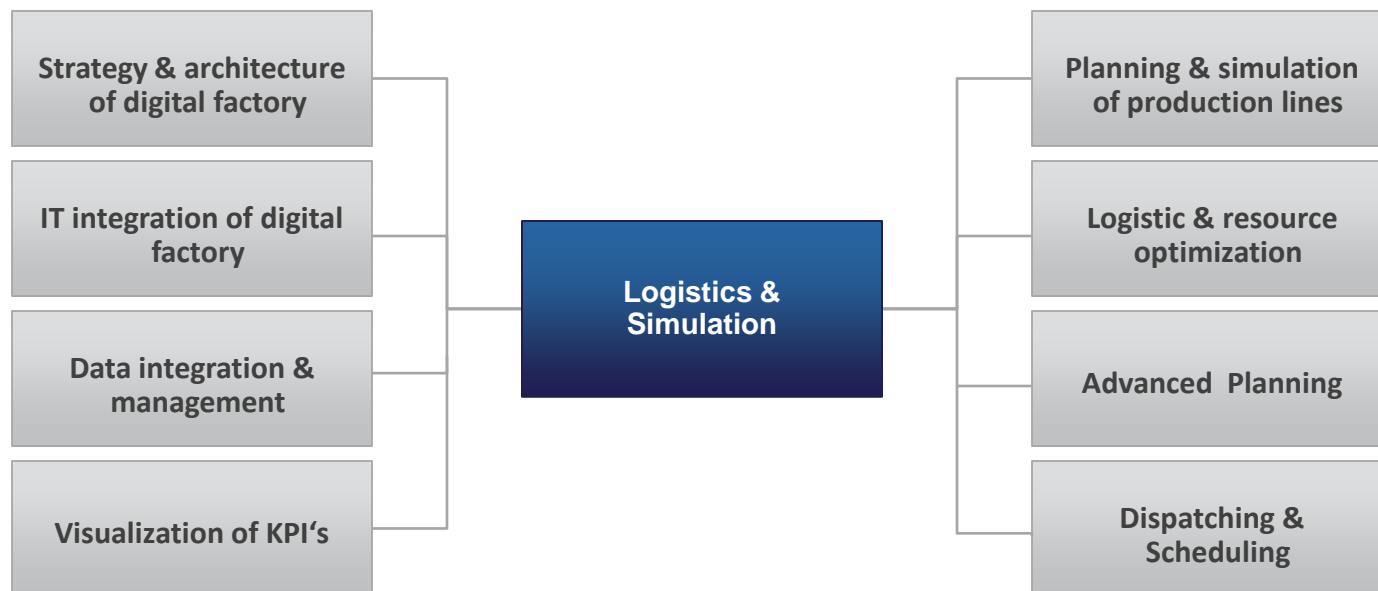 Strategy & architecture
of digital factory
IT integration of digital
factory
Data integration &
management
Visualization of KPI‘s
Logistics &
Simulation
Planning & simulation
of production lines
Logistic & resource
optimization
Advanced  Planning
Dispatching &
Scheduling